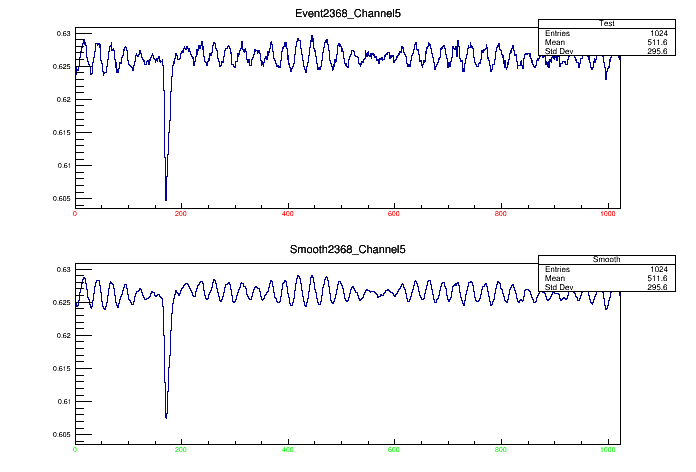 Event2368_Channel5
Test
Entries 1024
Mean 511.6
Std Dev 295.6
0.63
0.625
0.62
0.615
0.61
0.605
0 200 400 600 800 1000
Smooth2368_Channel5
Smooth
Entries 1024
Mean 511.6
Std Dev 295.6
0.63
0.625
0.62
0.615
0.61
0.605
0 200 400 600 800 1000